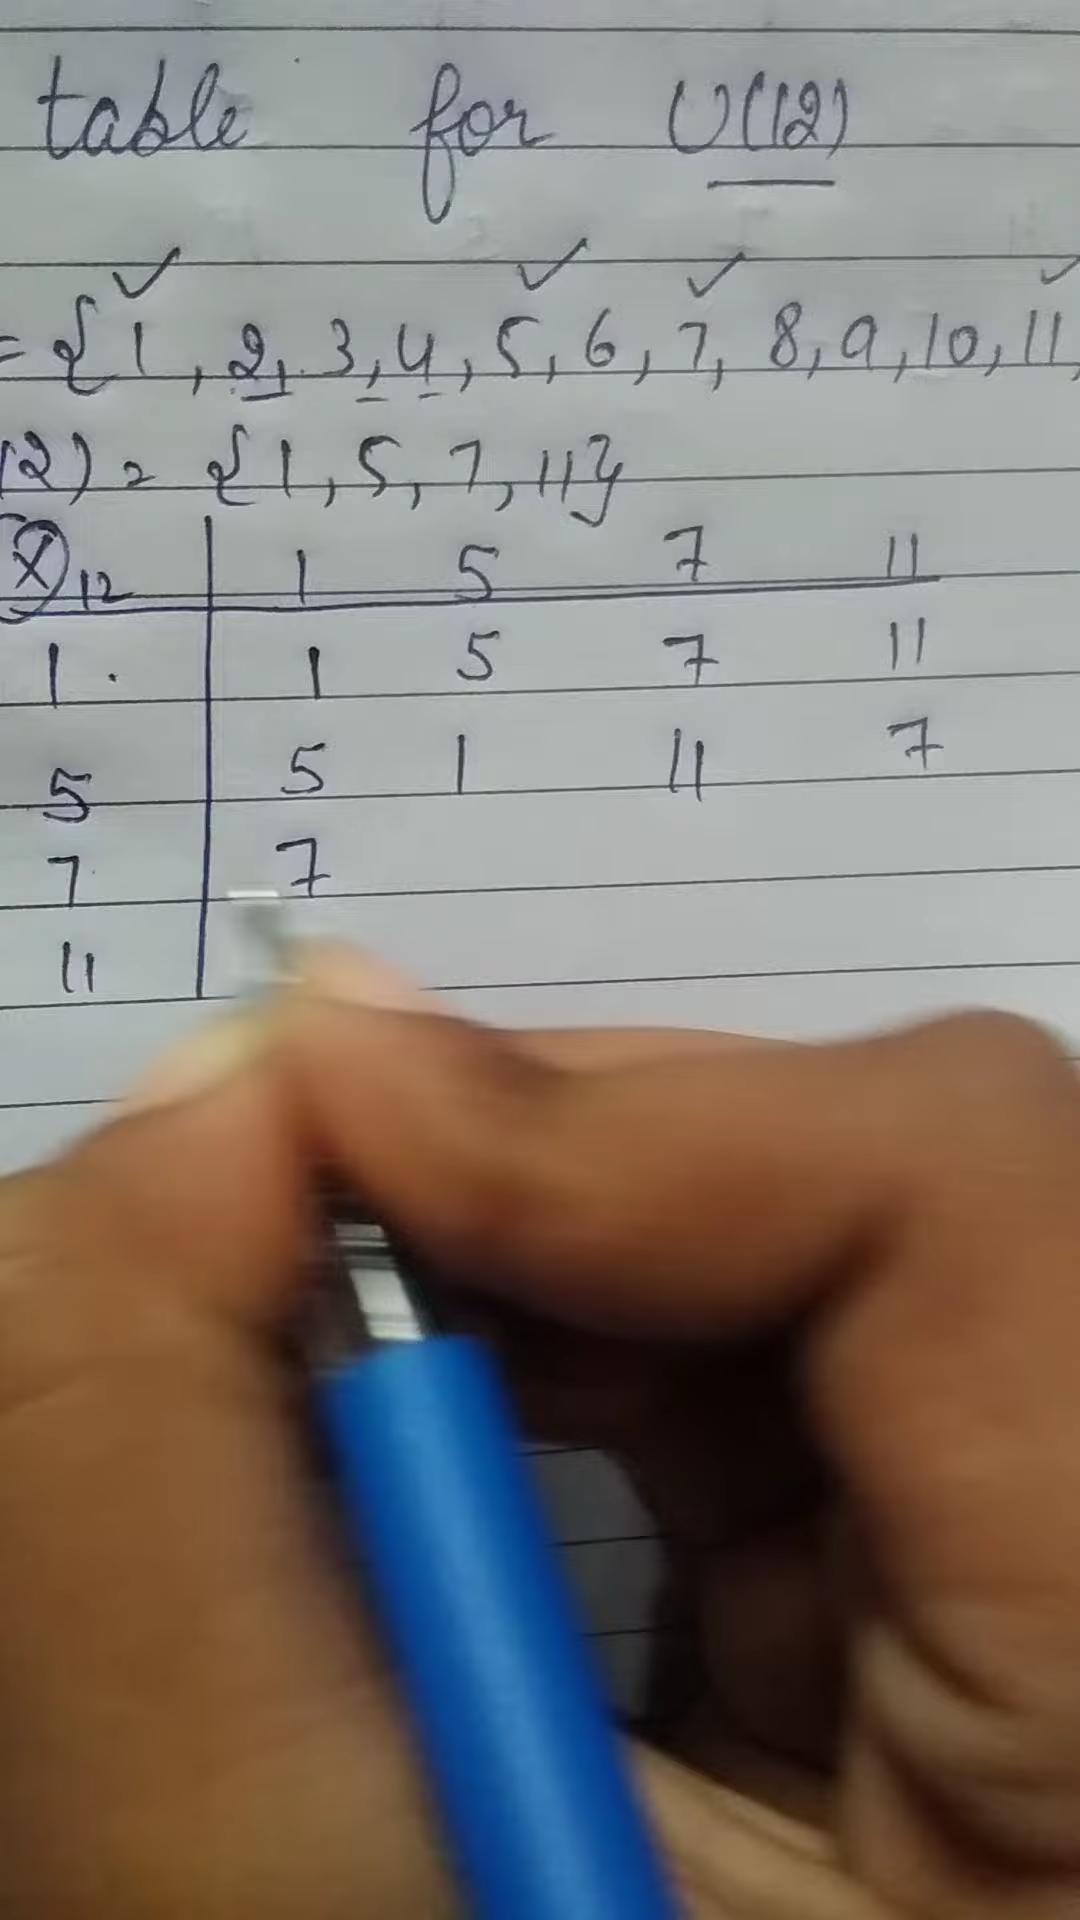 table for U(12)
= {1, 2, 3, 4, 5, 6, 7, 8, 9, 10, 11,
12) = {1, 5, 7, 11}
X 12 1 5 7 11
1 1 5 7 11
5 5 1 11 7
7 7
11